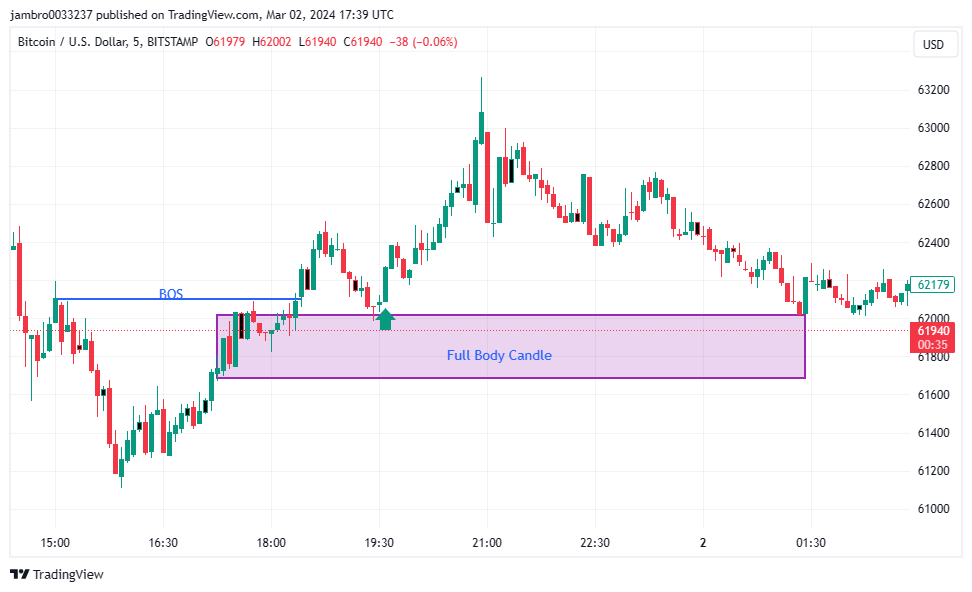 jambro0033237 published on TradingView.com, Mar 02, 2024 17:39 UTC
Bitcoin / U.S. Dollar, 5, BITSTAMP O61979 H62002 L61940 C61940 −38 (−0.06%)
USD
63200
63000
62800
62600
62400
62179
BOS
62000
61940
00:35
Full Body Candle
61800
61600
61400
61200
61000
15:00 16:30 18:00 19:30 21:00 22:30 2 01:30
TradingView